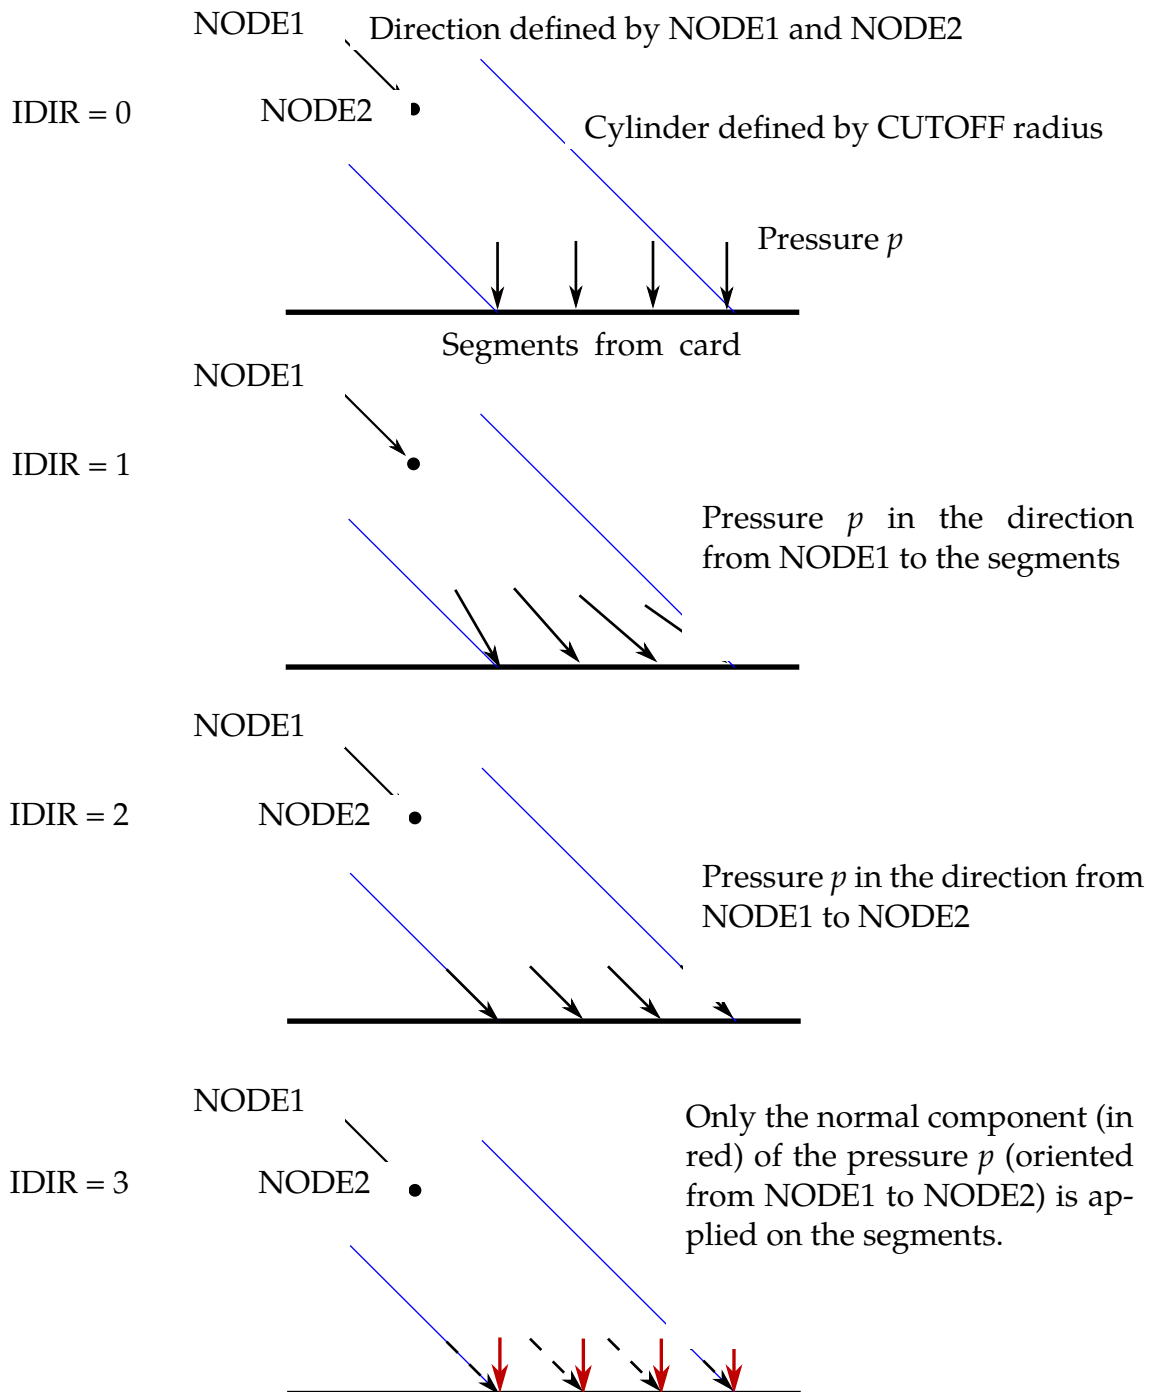 NODE1
Direction defined by NODE1 and NODE2
IDIR = 0
NODE2
Cylinder defined by CUTOFF radius
Pressure p
Segments from card
NODE1
IDIR = 1
Pressure p in the direction
from NODE1 to the segments
NODE1
IDIR = 2
NODE2
Pressure p in the direction from
NODE1 to NODE2
NODE1
IDIR = 3
NODE2
Only the normal component (in
red) of the pressure p (oriented
from NODE1 to NODE2) is ap-
plied on the segments.